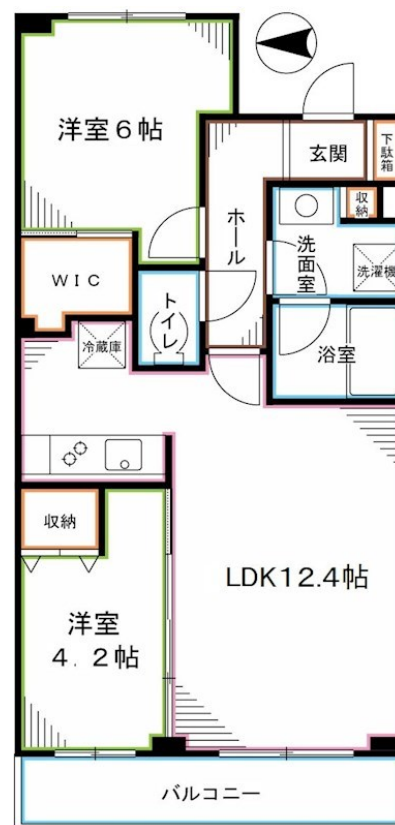 洋室6帖
玄関
下駄箱
収納
ホール
洗面室
洗濯機
WIC
トイレ
冷蔵庫
浴室
収納
LDK12.4帖
洋室
4.2帖
バルコニー